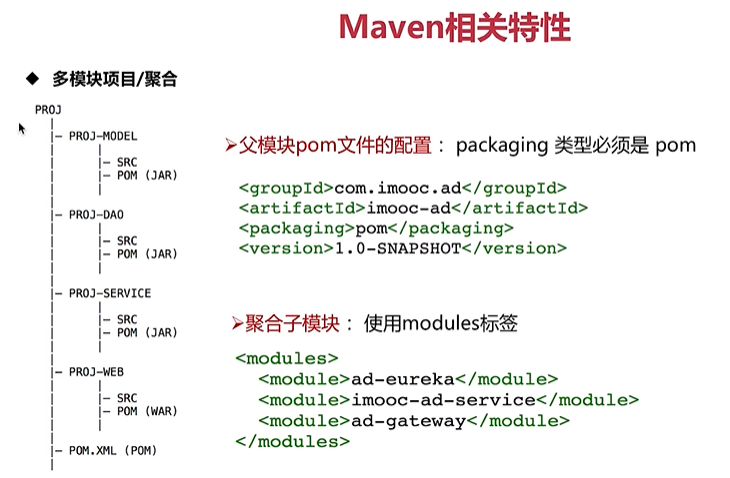 Maven相关特性
◆ 多模块项目/聚合
PROJ
|- PROJ-MODEL
|- SRC
|- POM (JAR)
|- PROJ-DAO
|- SRC
|- POM (JAR)
|- PROJ-SERVICE
|- SRC
|- POM (JAR)
|- PROJ-WEB
|- SRC
|- POM (WAR)
|- POM.XML (POM)
➢父模块pom文件的配置： packaging 类型必须是 pom
<groupId>com.imooc.ad</groupId>
<artifactId>imooc-ad</artifactId>
<packaging>pom</packaging>
<version>1.0-SNAPSHOT</version>
➢聚合子模块： 使用modules标签
<modules>
<module>ad-eureka</module>
<module>imooc-ad-service</module>
<module>ad-gateway</module>
</modules>